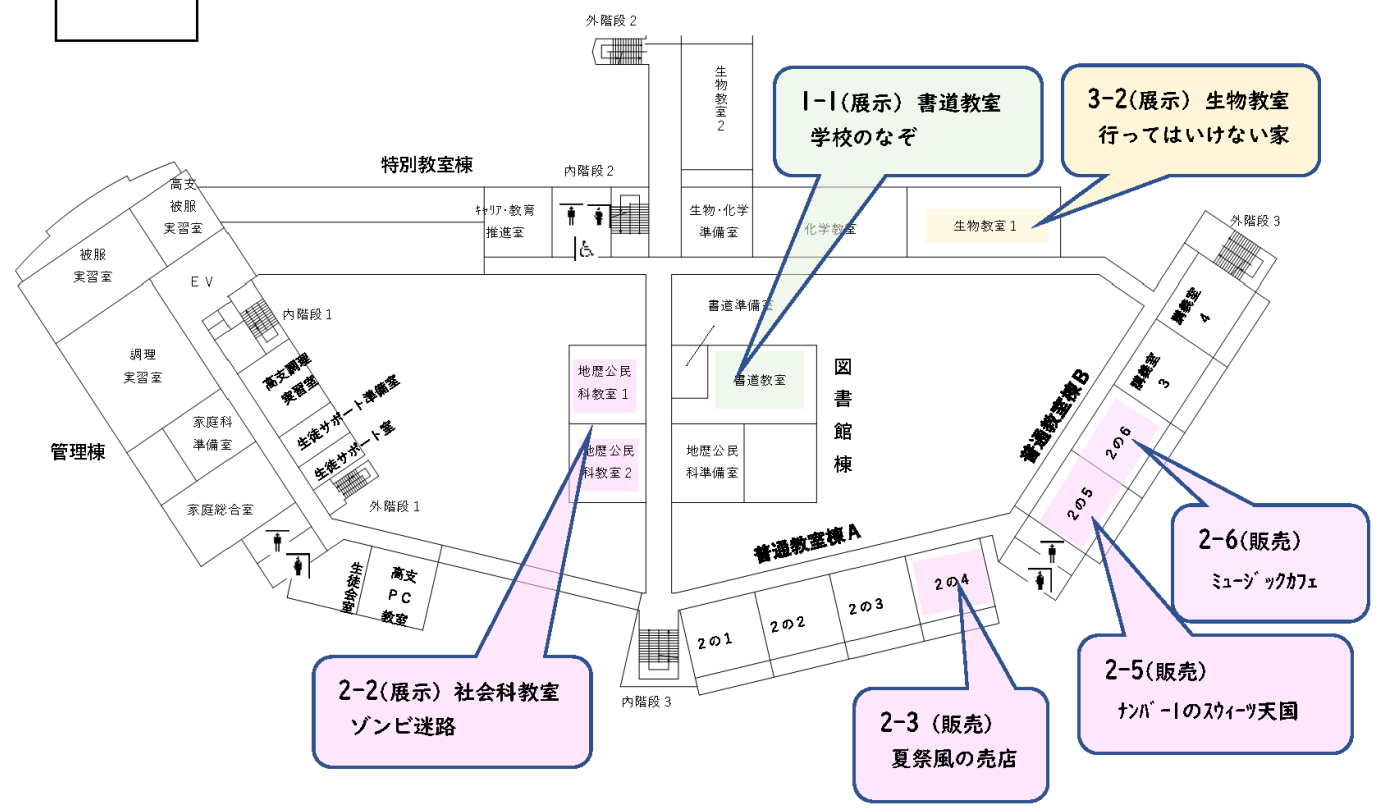 外階段2
生物教室2
1-1(展示) 書道教室
学校のなぞ
3-2(展示) 生物教室
行ってはいけない家
特別教室棟
内階段2
高支
被服
実習室
キャリア・教育
推進室
生物・化学
準備室
化学教室
生物教室1
外階段3
被服
実習室
EV
内階段1
書道準備室
講義室4
調理
実習室
高支調理
実習室
地歴公民
科教室1
書道教室
図書館棟
講義室3
普通教室棟B
生徒サポート準備室
生徒サポート室
家庭科
準備室
管理棟
地歴公民
科教室2
地歴公民
科準備室
2の6
2の5
家庭総合室
外階段1
2-6(販売)
ミュージックカフェ
普通教室棟A
生徒会室
高支
PC
教室
2の1
2の2
2の3
2の4
2-5(販売)
ナンバー1のスウィーツ天国
2-2(展示) 社会科教室
ゾンビ迷路
内階段3
2-3 (販売)
夏祭風の売店